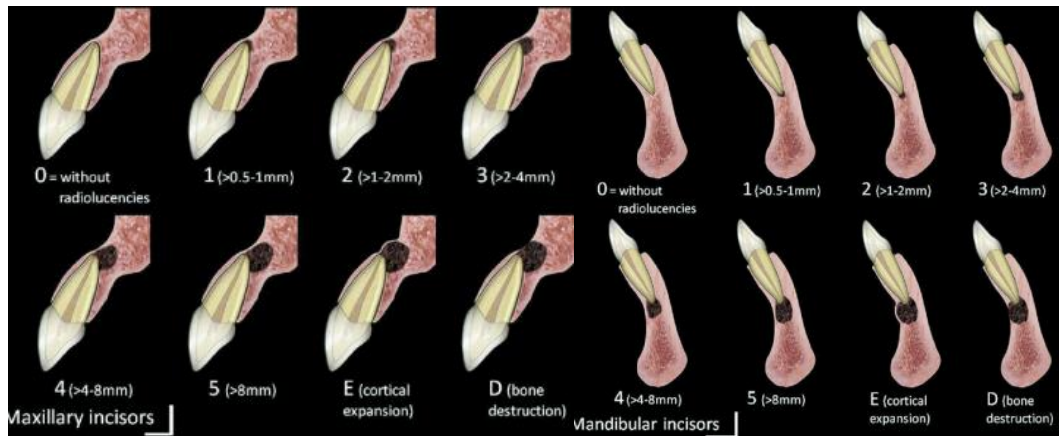 0 = without
radiolucencies
1 (>0.5-1mm)
2 (>1-2mm)
3 (>2-4mm)
4 (>4-8mm)
5 (>8mm)
E (cortical
expansion)
D (bone
destruction)
Maxillary incisors
0 = without
radiolucencies
1 (>0.5-1mm)
2 (>1-2mm)
3 (>2-4mm)
4 (>4-8mm)
5 (>8mm)
E (cortical
expansion)
D (bone
destruction)
Mandibular incisors